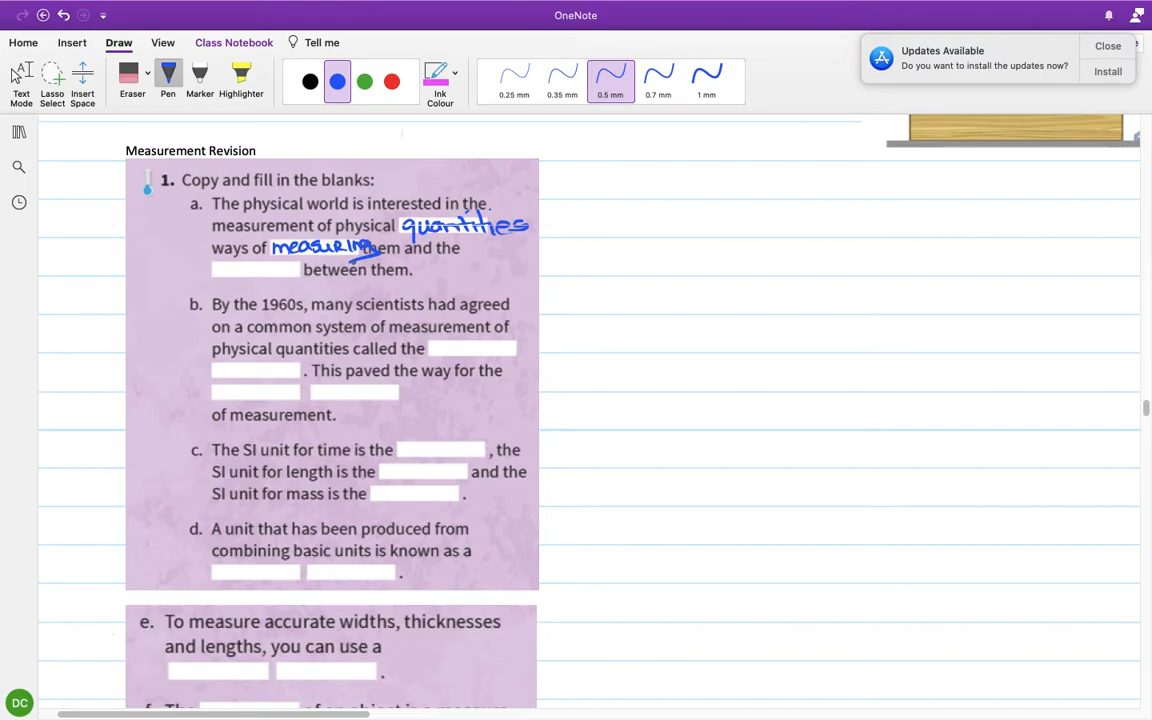 OneNote
Home Insert Draw View Class Notebook Tell me
Updates Available
Do you want to install the updates now?
Close
Install
Text Mode
Lasso Select
Insert Space
Eraser
Pen
Marker
Highlighter
Ink Colour
0.25 mm
0.35 mm
0.5 mm
0.7 mm
1 mm
Measurement Revision
1. Copy and fill in the blanks:
a. The physical world is interested in the
measurement of physical quantities
ways of measuring them and the
between them.
b. By the 1960s, many scientists had agreed
on a common system of measurement of
physical quantities called the
. This paved the way for the
of measurement.
c. The SI unit for time is the , the
SI unit for length is the and the
SI unit for mass is the .
d. A unit that has been produced from
combining basic units is known as a
.
e. To measure accurate widths, thicknesses
and lengths, you can use a
.
f. The of an object is a measure
DC